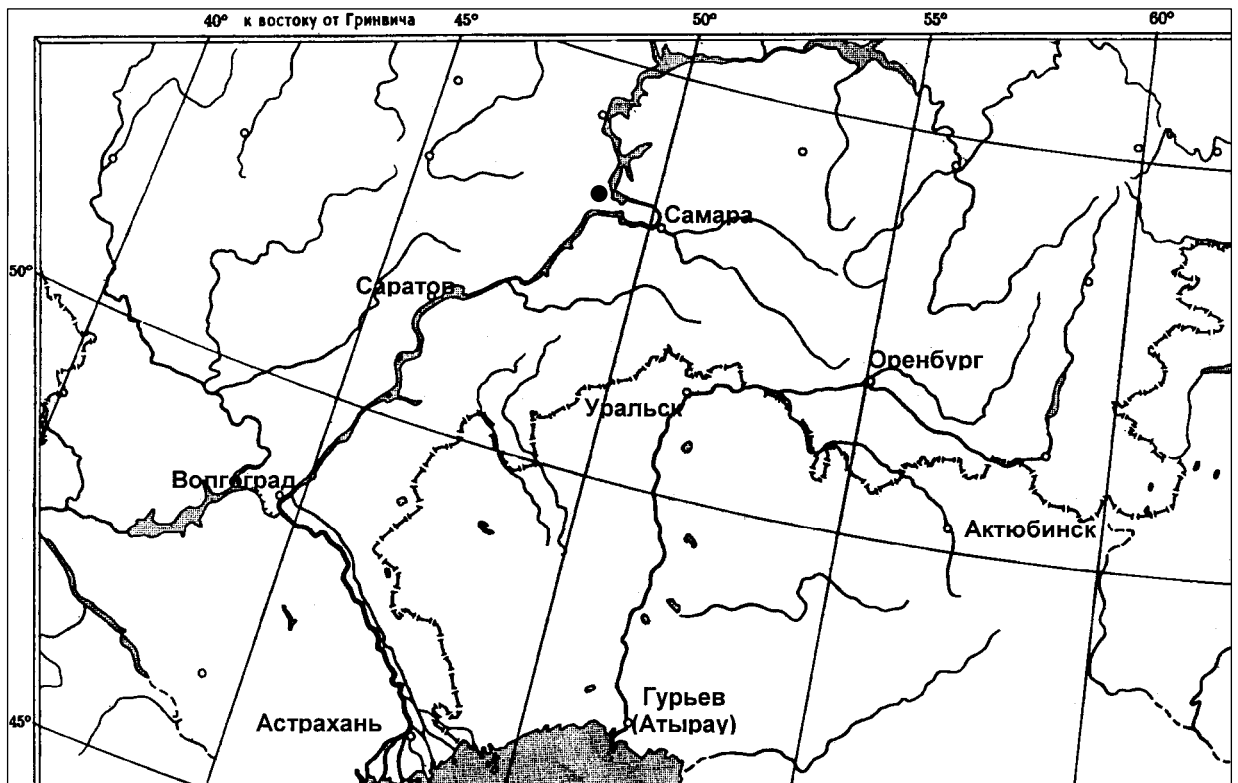 40° к востоку от Гринвича 45° 50° 55° 60°
Самара
50°
Саратов
Оренбург
Уральск
Волгоград
Актюбинск
Гурьев
(Атырау)
Астрахань
45°